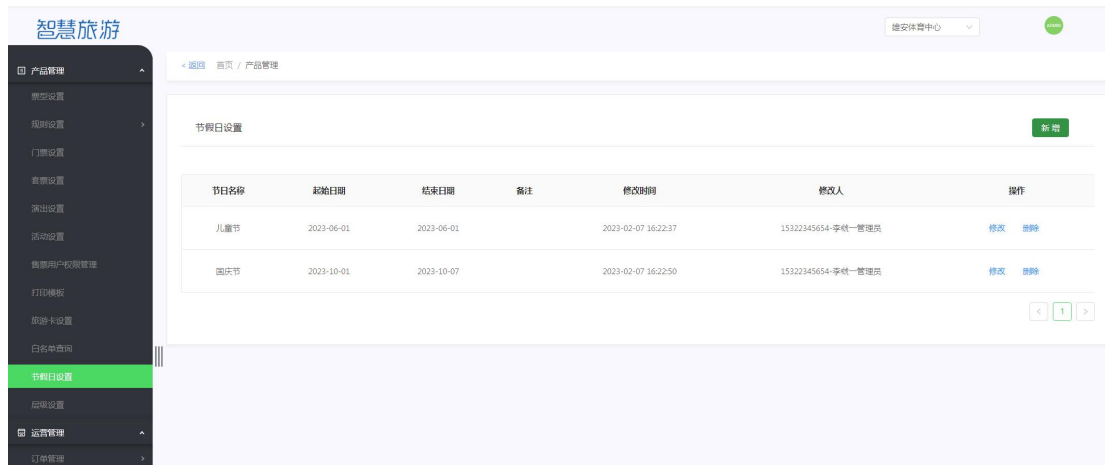 智慧旅游
雄安体育中心
ADMIN
产品管理
< 返回 首页 / 产品管理
票型设置
规则设置
门票设置
套票设置
演出设置
活动设置
售票用户权限管理
打印模板
旅游卡设置
白名单查询
节假日设置
层级设置
运营管理
订单管理
节假日设置
新增
节日名称 起始日期 结束日期 备注 修改时间 修改人 操作
儿童节 2023-06-01 2023-06-01 2023-02-07 16:22:37 15322345654-李 一管理员 修改 删除
国庆节 2023-10-01 2023-10-07 2023-02-07 16:22:50 15322345654-李 一管理员 修改 删除
< 1 >